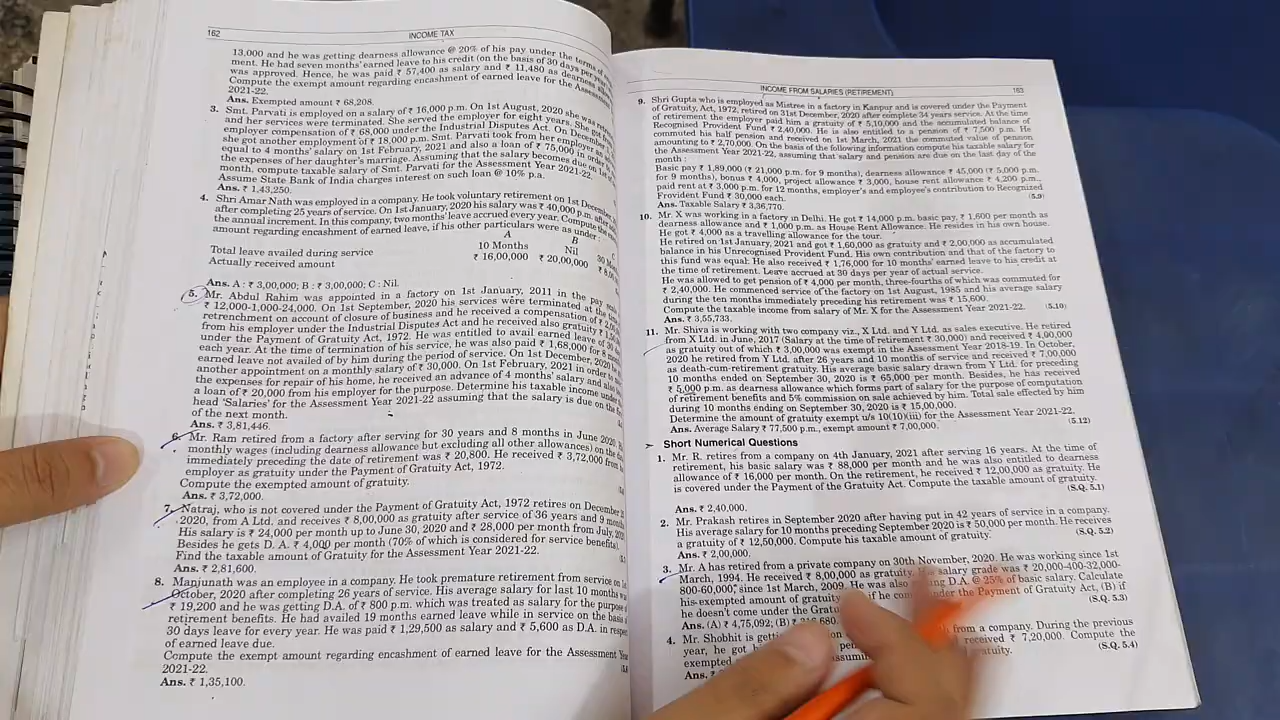 162
INCOME TAX
13,000 and he was getting dearness allowance @ 20% of his pay under the terms of
ment. He had seven months' earned leave to his credit (on the basis of 30 days per
was approved. Hence, he was paid ₹ 57,400 as salary and ₹ 11,480 as dearness
Compute the exempt amount regarding encashment of earned leave for the Assessment
2021-22.
Ans. Exempted amount ₹ 68,208.
3. Smt. Parvati is employed on a salary of ₹ 16,000 p.m. On 1st August, 2020 she was
and her services were terminated. She served the employer for eight years. She got
employer compensation of ₹ 68,000 under the Industrial Disputes Act. On December
she got another employment of ₹ 18,000 p.m. Smt. Parvati took from employer
equal to 4 months' salary on 1st February, 2021 and also a loan of ₹ 75,000 in order
the expenses of her daughter's marriage. Assuming that the salary becomes due on
month, compute taxable salary of Smt. Parvati for the Assessment Year 2021-22.
Assume State Bank of India charges interest on such loan @ 10% p.a.
Ans. ₹ 1,43,250.
4. Shri Amar Nath was employed in a company. He took voluntary retirement on 1st December
after completing 25 years of service. On 1st January, 2020 his salary was ₹ 40,000 p.m. after
the annual increment. In this company, two months' leave accrued every year. Compute the
amount regarding encashment of earned leave, if his other particulars were as under:
A B
Total leave availed during service 10 Months Nil 30
Actually received amount ₹ 16,00,000 ₹ 20,00,000
Ans. A : ₹ 3,00,000; B : ₹ 3,00,000; C : Nil.
5. Mr. Abdul Rahim was appointed in a factory on 1st January, 2011 in the pay
₹ 12,000-1,000-24,000. On 1st September, 2020 his services were terminated
retrenchment on account of closure of business and he received a compensation of
from his employer under the Industrial Disputes Act and he received also gratuity
under the Payment of Gratuity Act, 1972. He was entitled to avail earned leave of
each year. At the time of termination of his service, he was also paid ₹ 1,68,000 for 8
earned leave not availed of by him during the period of service. On 1st December, 2020
another appointment on a monthly salary of ₹ 30,000. On 1st February, 2021 in order
the expenses for repair of his home, he received an advance of 4 months' salary and
a loan of ₹ 20,000 from his employer for the purpose. Determine his taxable income under
head 'Salaries' for the Assessment Year 2021-22 assuming that the salary is due on the
of the next month.
Ans. ₹ 3,81,446.
6. Mr. Ram retired from a factory after serving for 30 years and 8 months in June 2020.
monthly wages (including dearness allowance but excluding all other allowances) on the
immediately preceding the date of retirement was ₹ 20,800. He received ₹ 3,72,000 from
employer as gratuity under the Payment of Gratuity Act, 1972.
Compute the exempted amount of gratuity.
Ans. ₹ 3,72,000.
7. Natraj, who is not covered under the Payment of Gratuity Act, 1972 retires on December
2020, from A Ltd. and receives ₹ 8,00,000 as gratuity after service of 36 years and 9 months
His salary is ₹ 24,000 per month up to June 30, 2020 and ₹ 28,000 per month from July, 2020
Besides he gets D. A. ₹ 4,000 per month (70% of which is considered for service benefits).
Find the taxable amount of Gratuity for the Assessment Year 2021-22.
Ans. ₹ 2,81,600.
8. Manjunath was an employee in a company. He took premature retirement from service on
October, 2020 after completing 26 years of service. His average salary for last 10 months
₹ 19,200 and he was getting D.A. of ₹ 800 p.m. which was treated as salary for the purpose
retirement benefits. He had availed 19 months earned leave while in service on the basis
30 days leave for every year. He was paid ₹ 1,29,500 as salary and ₹ 5,600 as D.A. in respect
of earned leave due.
Compute the exempt amount regarding encashment of earned leave for the Assessment Year
2021-22.
Ans. ₹ 1,35,100.
INCOME FROM SALARIES (RETIREMENT)
163
9. Shri Gupta who is employed as Mistree in a factory in Kanpur and is covered under the Payment
of Gratuity, Act, 1972, retired on 31st December, 2020 after complete 34 years service. At the time
of retirement the employer paid him a gratuity of ₹ 5,10,000 and the accumulated balance of
Recognised Provident Fund ₹ 2,40,000. He is also entitled to a pension of ₹ 7,500 p.m. He
commuted his half pension and received on 1st March, 2021 the commuted value of pension
amounting to ₹ 2,70,000. On the basis of the following information compute his taxable salary for
the Assessment Year 2021-22, assuming that salary and pension are due on the last day of the
month :
Basic pay ₹ 1,89,000 (₹ 21,000 p.m. for 9 months), dearness allowance ₹ 45,000 (₹ 5,000 p.m.
for 9 months), bonus ₹ 4,000, project allowance ₹ 3,000, house rent allowance ₹ 4,200 p.m.,
paid rent at ₹ 3,000 p.m. for 12 months, employer's and employee's contribution to Recognized
Provident Fund ₹ 30,000 each.
Ans. Taxable Salary ₹ 3,36,770. (5.9)
10. Mr. X was working in a factory in Delhi. He got ₹ 14,000 p.m. basic pay, ₹ 1,600 per month as
dearness allowance and ₹ 1,000 p.m. as House Rent Allowance. He resides in his own house.
He got ₹ 4,000 as a travelling allowance for the tour.
He retired on 1st January, 2021 and got ₹ 1,60,000 as gratuity and ₹ 2,00,000 as accumulated
balance in his Unrecognised Provident Fund. His own contribution and that of the factory to
this fund was equal. He also received ₹ 1,76,000 for 10 months' earned leave to his credit at
the time of retirement. Leave accrued at 30 days per year of actual service.
He was allowed to get pension of ₹ 4,000 per month, three-fourths of which was commuted for
₹ 2,40,000. He commenced service of the factory on 1st August, 1985 and his average salary
during the ten months immediately preceding his retirement was ₹ 15,600.
Compute the taxable income from salary of Mr. X for the Assessment Year 2021-22.
Ans. ₹ 3,55,733. (5.10)
11. Mr. Shiva is working with two company viz., X Ltd. and Y Ltd. as sales executive. He retired
from X Ltd. in June, 2017 (Salary at the time of retirement ₹ 30,000) and received ₹ 4,00,000
as gratuity out of which ₹ 3,00,000 was exempt in the Assessment Year 2018-19. In October,
2020 he retired from Y Ltd. after 26 years and 10 months of service and received ₹ 7,00,000
as death-cum-retirement gratuity. His average basic salary drawn from Y Ltd. for preceding
10 months ended on September 30, 2020 is ₹ 65,000 per month. Besides, he has received
₹ 5,000 p.m. as dearness allowance which forms part of salary for the purpose of computation
of retirement benefits and 5% commission on sale achieved by him. Total sale effected by him
during 10 months ending on September 30, 2020 is ₹ 15,00,000.
Determine the amount of gratuity exempt u/s 10(10)(iii) for the Assessment Year 2021-22.
Ans. Average Salary ₹ 77,500 p.m., exempt amount ₹ 7,00,000. (5.12)
➤ Short Numerical Questions
1. Mr. R. retires from a company on 4th January, 2021 after serving 16 years. At the time of
retirement, his basic salary was ₹ 88,000 per month and he was also entitled to dearness
allowance of ₹ 16,000 per month. On the retirement, he received ₹ 12,00,000 as gratuity. He
is covered under the Payment of the Gratuity Act. Compute the taxable amount of gratuity.
(S.Q. 5.1)
Ans. ₹ 2,40,000.
2. Mr. Prakash retires in September 2020 after having put in 42 years of service in a company.
His average salary for 10 months preceding September 2020 is ₹ 50,000 per month. He receives
a gratuity of ₹ 12,50,000. Compute his taxable amount of gratuity. (S.Q. 5.2)
Ans. ₹ 2,00,000.
3. Mr. A has retired from a private company on 30th November, 2020. He was working since 1st
March, 1994. He received ₹ 8,00,000 as gratuity. His salary grade was ₹ 20,000-400-32,000-
800-60,000, since 1st March, 2009. He was also getting D.A. @ 25% of basic salary. Calculate
his exempted amount of gratuity if he under the Payment of Gratuity Act, (B) if
he doesn't come under the (S.Q. 5.3)
Ans. (A) ₹ 4,75,092; (B) ₹
4. Mr. Shobhit is from a company. During the previous
year, he got received ₹ 7,20,000. Compute the
exempted gratuity. (S.Q. 5.4)
Ans.